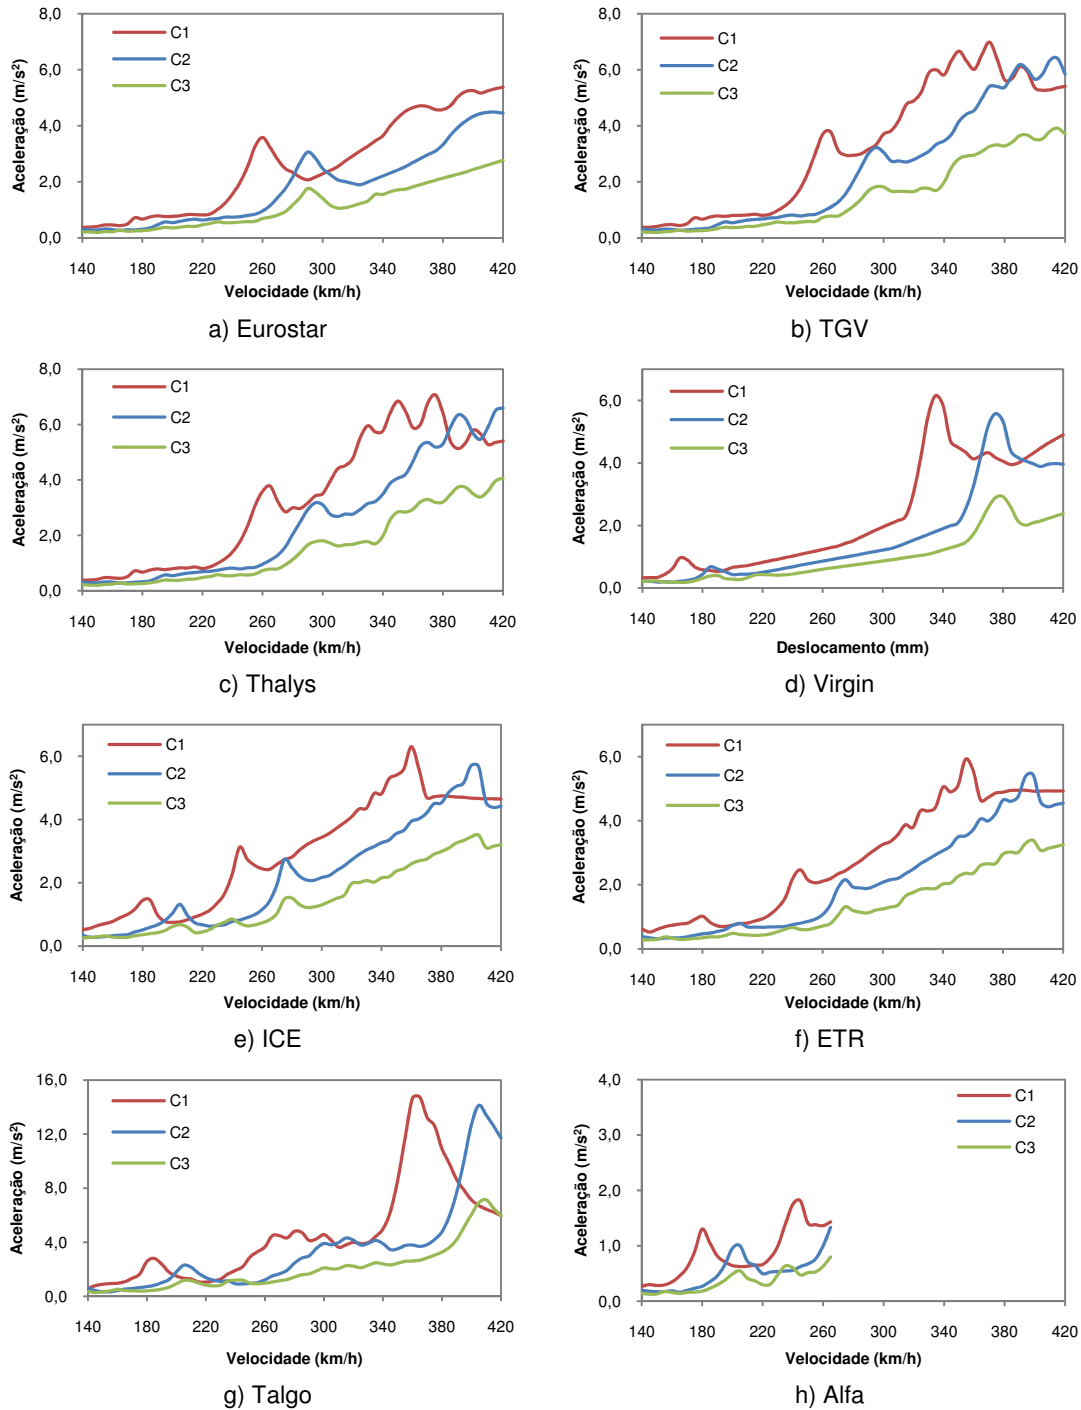 8,0
6,0
4,0
2,0
0,0
Aceleração (m/s²)
C1
C2
C3
140 180 220 260 300 340 380 420
Velocidade (km/h)
a) Eurostar
8,0
6,0
4,0
2,0
0,0
Aceleração (m/s²)
C1
C2
C3
140 180 220 260 300 340 380 420
Velocidade (km/h)
b) TGV
8,0
6,0
4,0
2,0
0,0
Aceleração (m/s²)
C1
C2
C3
140 180 220 260 300 340 380 420
Velocidade (km/h)
c) Thalys
6,0
4,0
2,0
0,0
Aceleração (m/s²)
C1
C2
C3
140 180 220 260 300 340 380 420
Deslocamento (mm)
d) Virgin
6,0
4,0
2,0
0,0
Aceleração (m/s²)
C1
C2
C3
140 180 220 260 300 340 380 420
Velocidade (km/h)
e) ICE
6,0
4,0
2,0
0,0
Aceleração (m/s²)
C1
C2
C3
140 180 220 260 300 340 380 420
Velocidade (km/h)
f) ETR
16,0
12,0
8,0
4,0
0,0
Aceleração (m/s²)
C1
C2
C3
140 180 220 260 300 340 380 420
Velocidade (km/h)
g) Talgo
4,0
3,0
2,0
1,0
0,0
Aceleração (m/s²)
C1
C2
C3
140 180 220 260 300 340 380 420
Velocidade (km/h)
h) Alfa